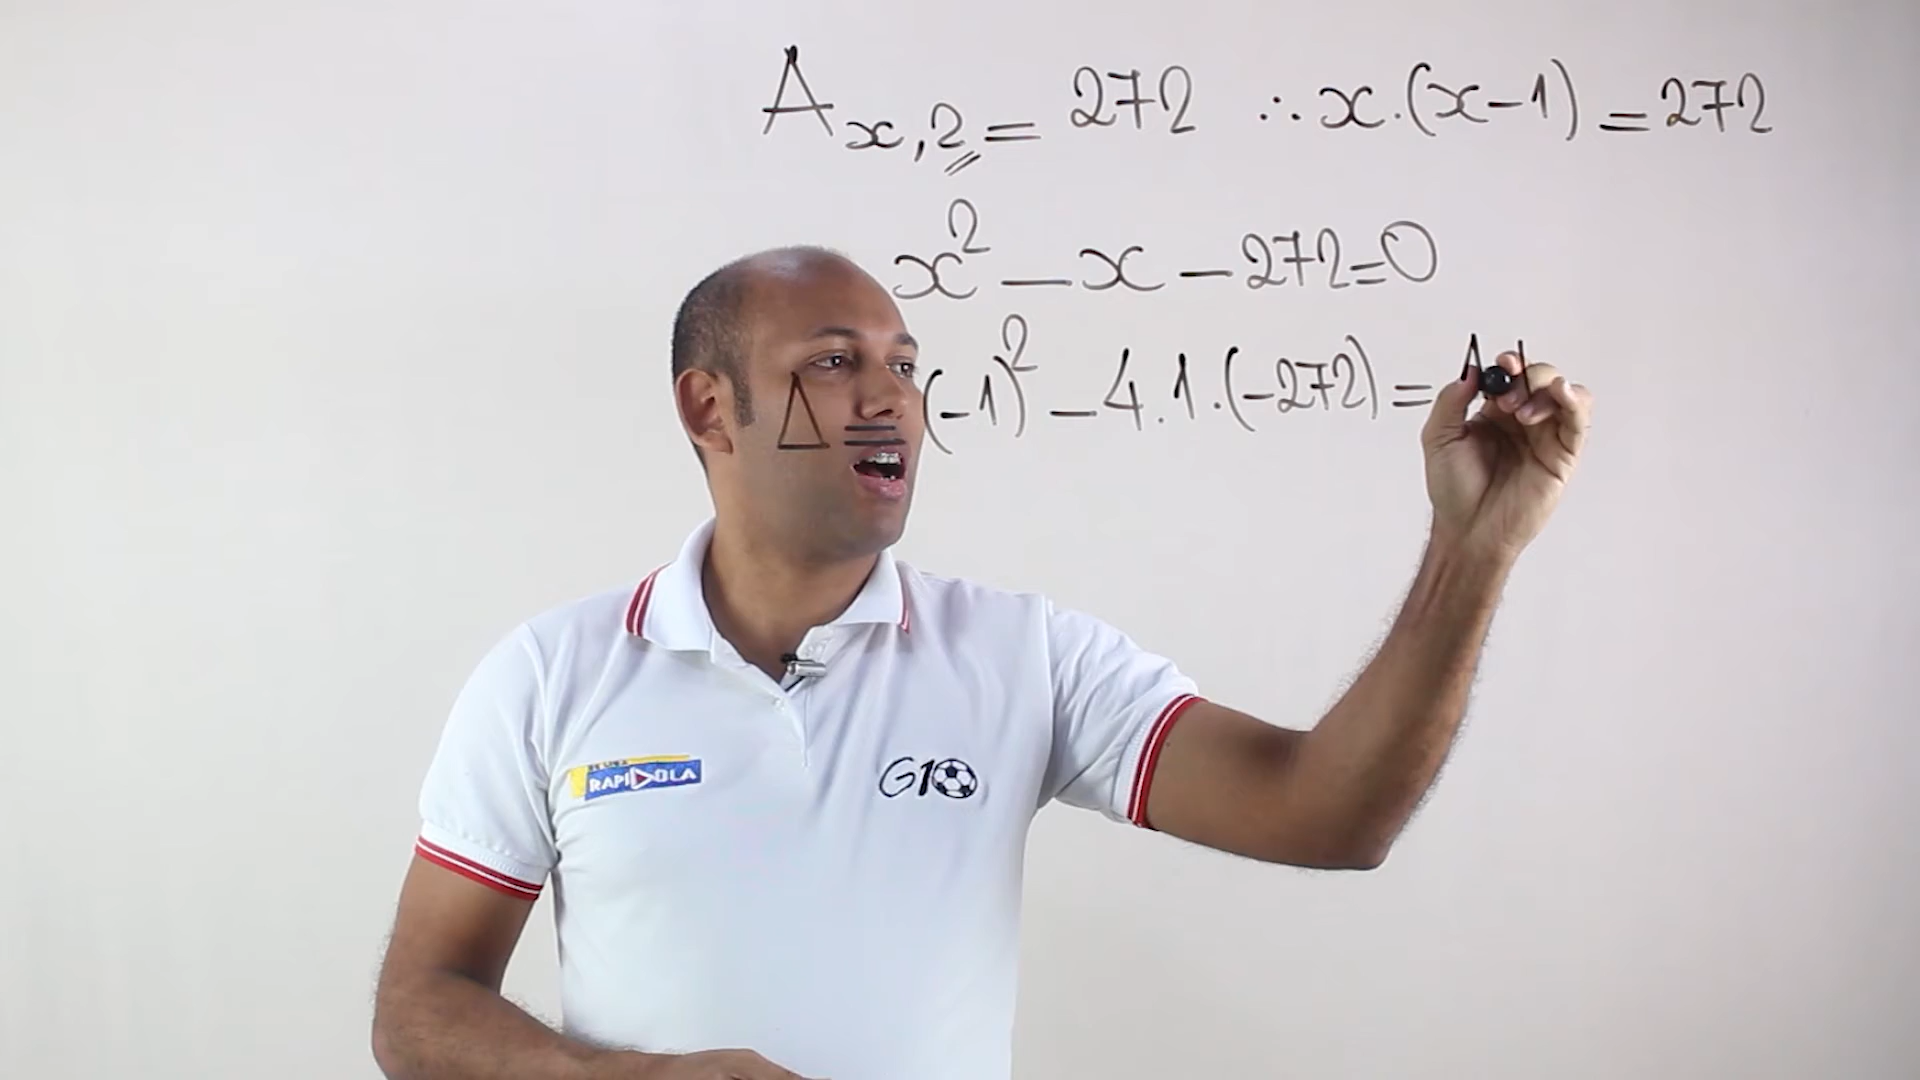 A x,2 = 272 ∴ x.(x-1) = 272
x² - x - 272 = 0
Δ = (-1)² - 4.1.(-272) =
RAPIDOLA
G10